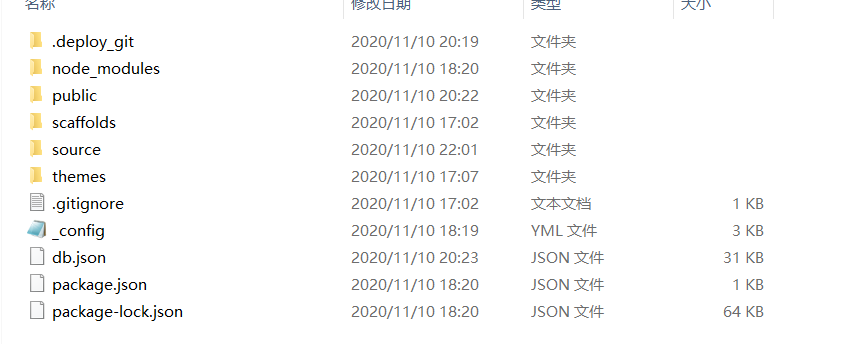 名称 修改日期 类型 大小
.deploy_git 2020/11/10 20:19 文件夹
node_modules 2020/11/10 18:20 文件夹
public 2020/11/10 20:22 文件夹
scaffolds 2020/11/10 17:02 文件夹
source 2020/11/10 22:01 文件夹
themes 2020/11/10 17:07 文件夹
.gitignore 2020/11/10 17:02 文本文档 1 KB
_config 2020/11/10 18:19 YML 文件 3 KB
db.json 2020/11/10 20:23 JSON 文件 31 KB
package.json 2020/11/10 18:20 JSON 文件 1 KB
package-lock.json 2020/11/10 18:20 JSON 文件 64 KB